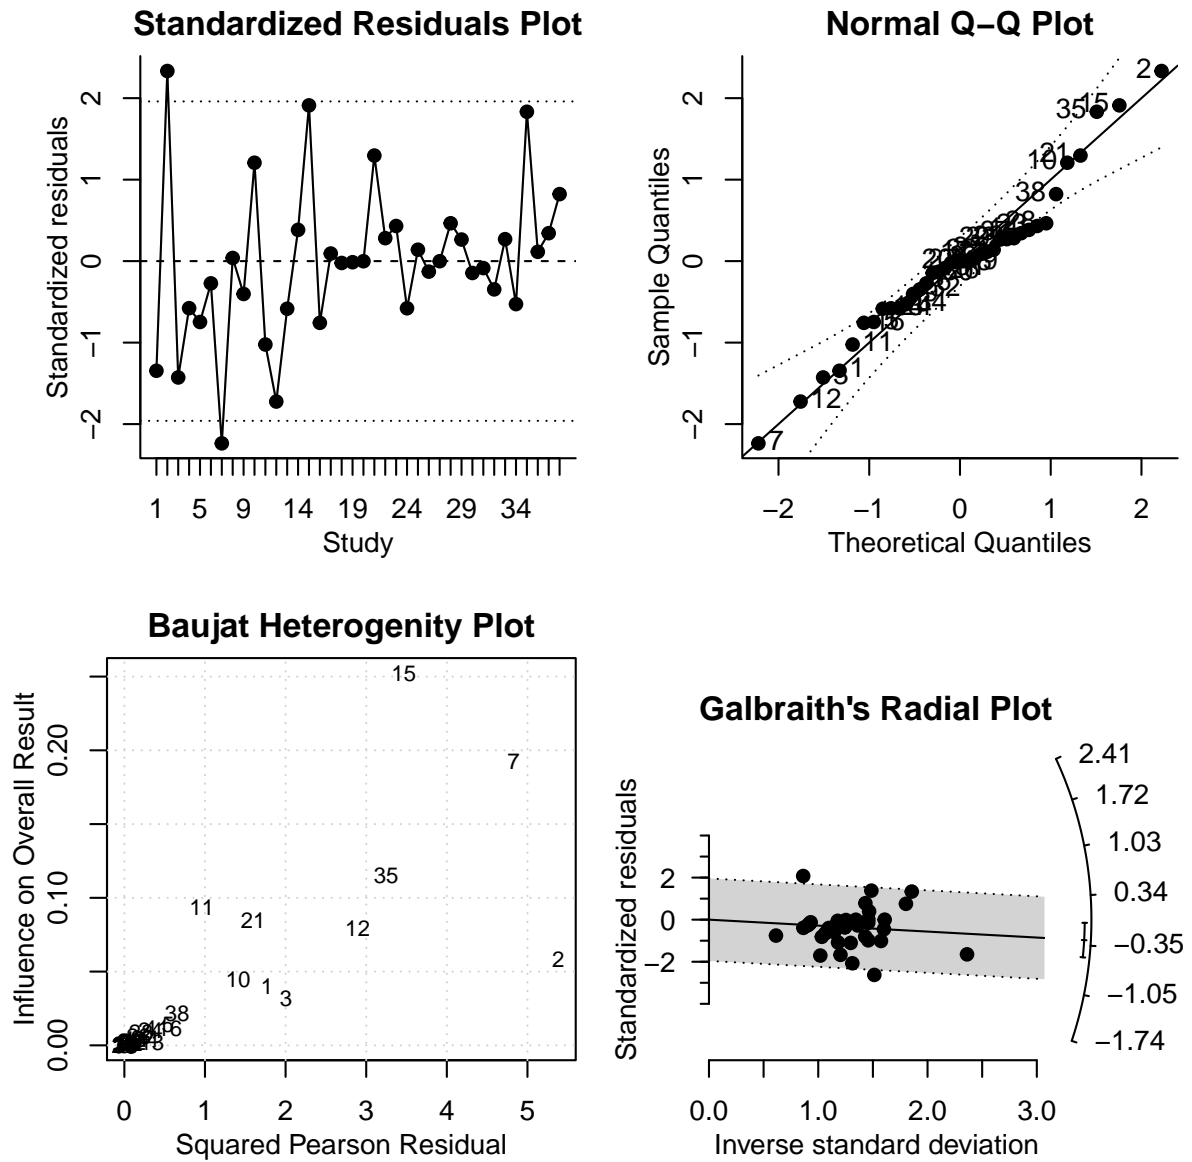 Standardized Residuals Plot
Standardized residuals
2
1
0
−1
−2
1 5 9 14 19 24 29 34
Study
Normal Q−Q Plot
Sample Quantiles
2
1
0
−1
−2
2
15
35
21
10
38
11
1
3
12
7
−2 −1 0 1 2
Theoretical Quantiles
Baujat Heterogenity Plot
Influence on Overall Result
0.20
0.10
0.00
15
7
35
11
21
12
2
10
1
3
38
16
0 1 2 3 4 5
Squared Pearson Residual
Galbraith's Radial Plot
Standardized residuals
2
0
−2
2.41
1.72
1.03
0.34
−0.35
−1.05
−1.74
0.0 1.0 2.0 3.0
Inverse standard deviation